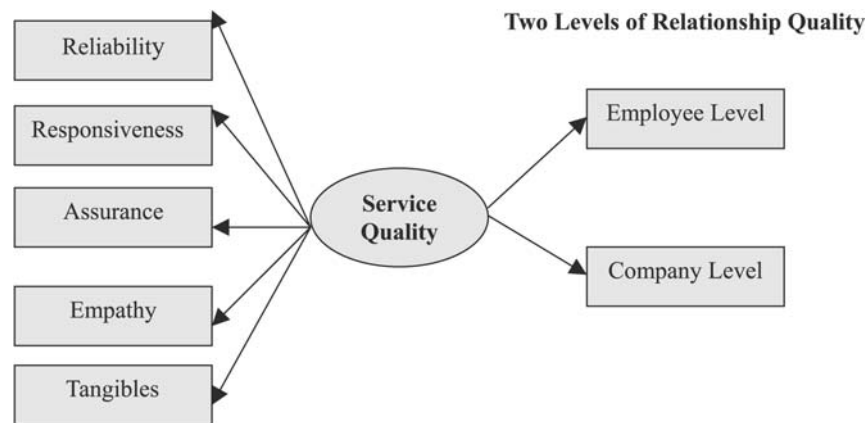 Two Levels of Relationship Quality
Reliability
Responsiveness
Assurance
Empathy
Tangibles
Service
Quality
Employee Level
Company Level